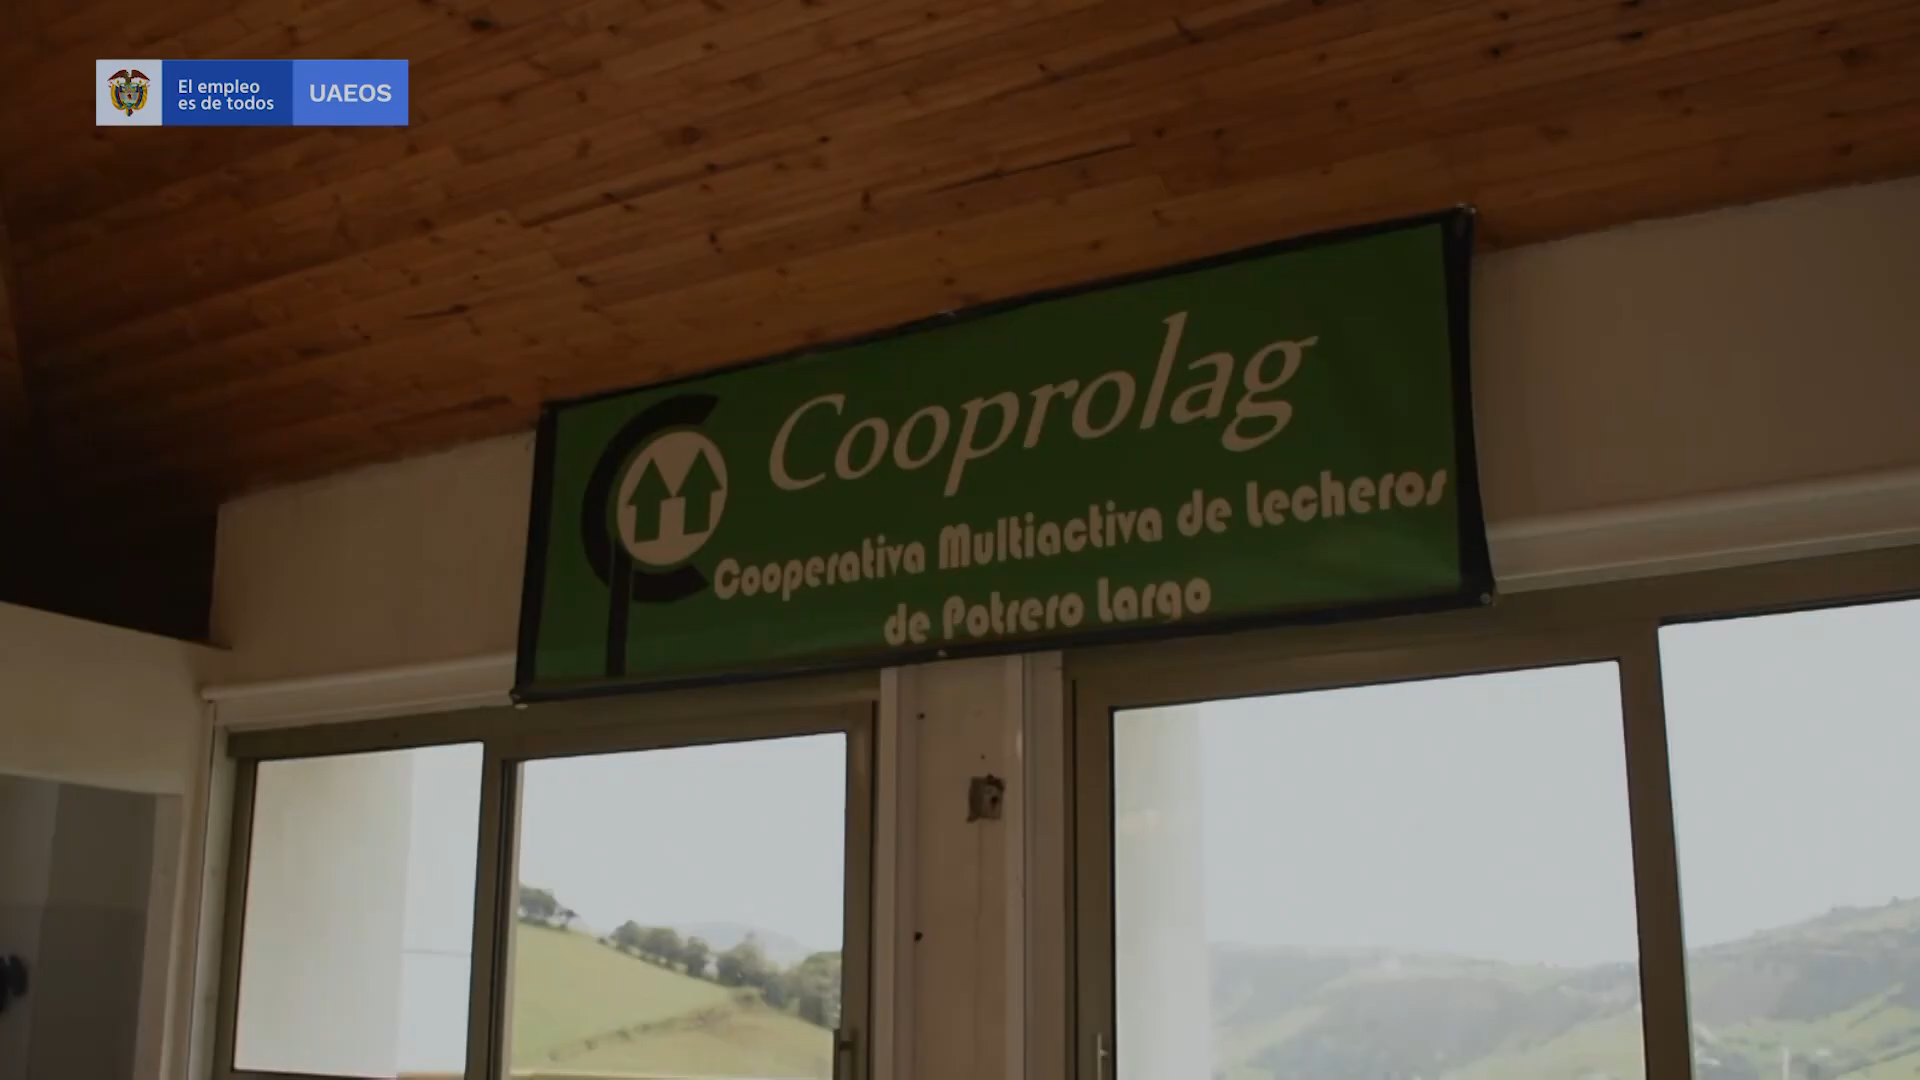 El empleo
es de todos
UAEOS
Cooprolag
Cooperativa Multiactiva de Lecheros
de Potrero Largo